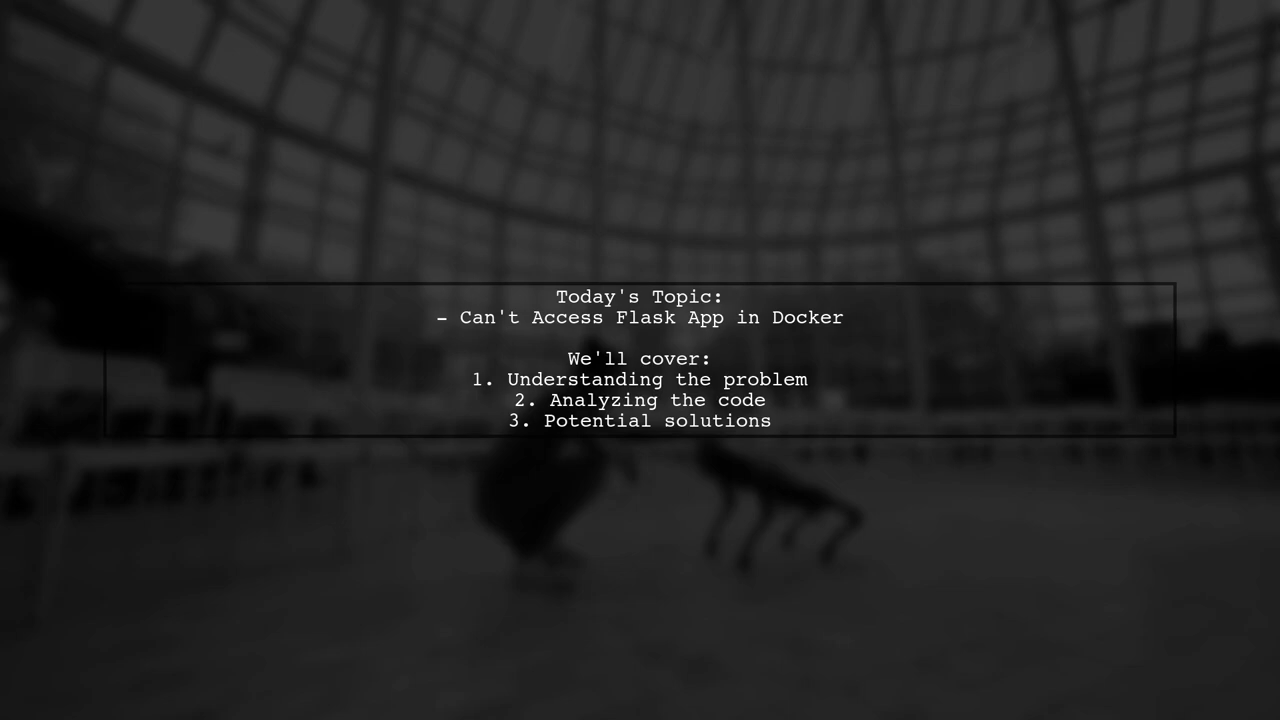 Today's Topic:
- Can't Access Flask App in Docker
We'll cover:
1. Understanding the problem
2. Analyzing the code
3. Potential solutions